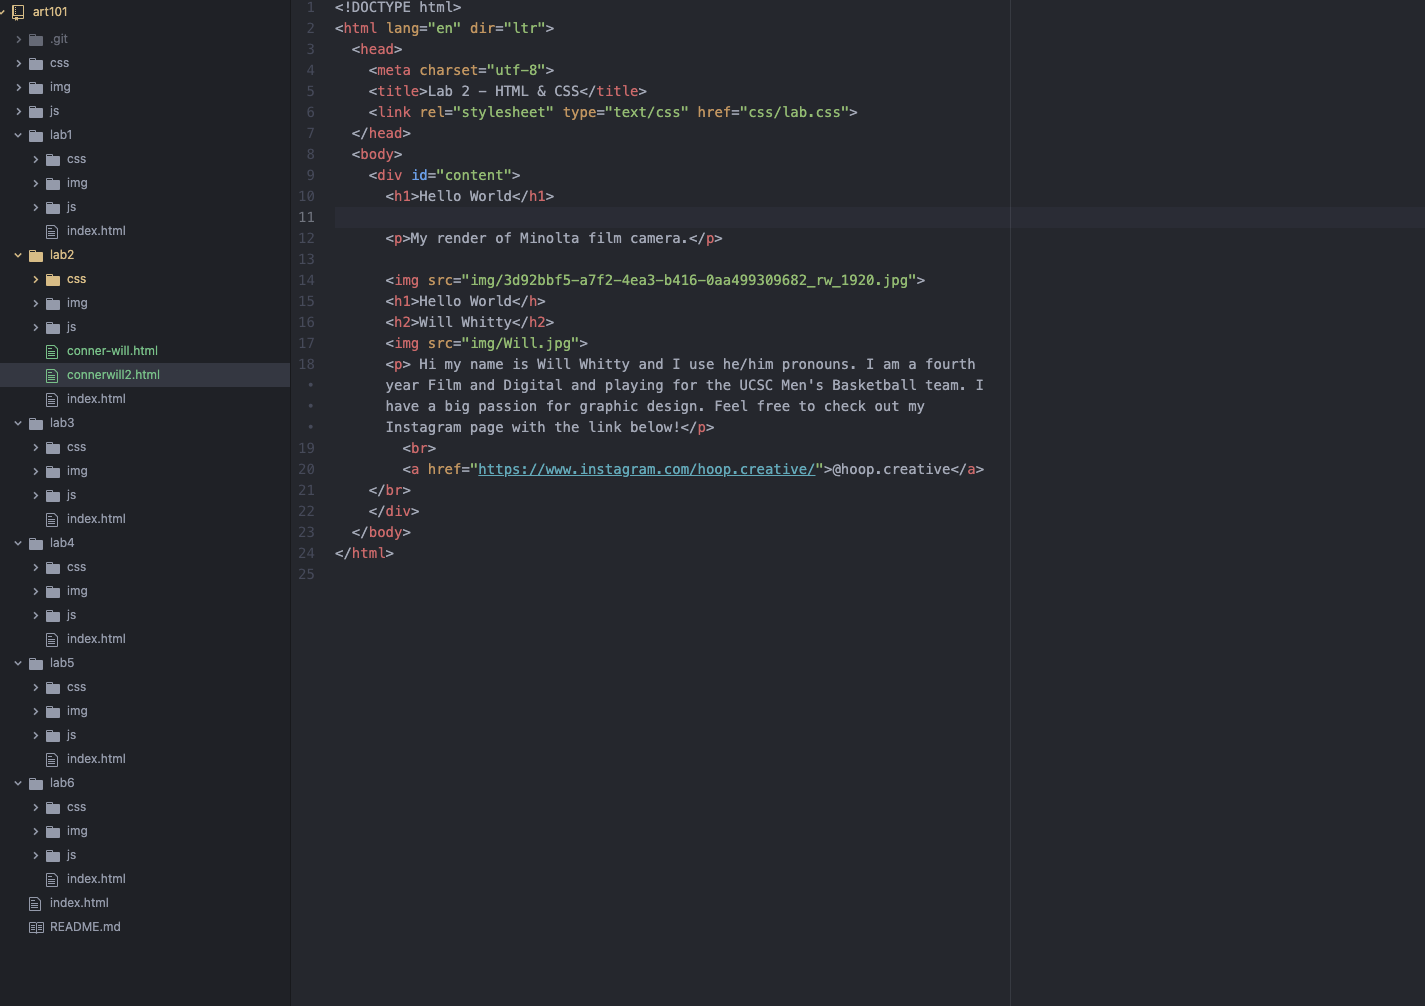 art101
.git
css
img
js
lab1
css
img
js
index.html
lab2
css
img
js
conner-will.html
connerwill2.html
index.html
lab3
css
img
js
index.html
lab4
css
img
js
index.html
lab5
css
img
js
index.html
lab6
css
img
js
index.html
index.html
README.md
1 <!DOCTYPE html>
2 <html lang="en" dir="ltr">
3 <head>
4 <meta charset="utf-8">
5 <title>Lab 2 - HTML & CSS</title>
6 <link rel="stylesheet" type="text/css" href="css/lab.css">
7 </head>
8 <body>
9 <div id="content">
10 <h1>Hello World</h1>
11
12 <p>My render of Minolta film camera.</p>
13
14 <img src="img/3d92bbf5-a7f2-4ea3-b416-0aa499309682_rw_1920.jpg">
15 <h1>Hello World</h>
16 <h2>Will Whitty</h2>
17 <img src="img/Will.jpg">
18 <p> Hi my name is Will Whitty and I use he/him pronouns. I am a fourth
• year Film and Digital and playing for the UCSC Men's Basketball team. I
• have a big passion for graphic design. Feel free to check out my
• Instagram page with the link below!</p>
19 <br>
20 <a href="https://www.instagram.com/hoop.creative/">@hoop.creative</a>
21 </br>
22 </div>
23 </body>
24 </html>
25